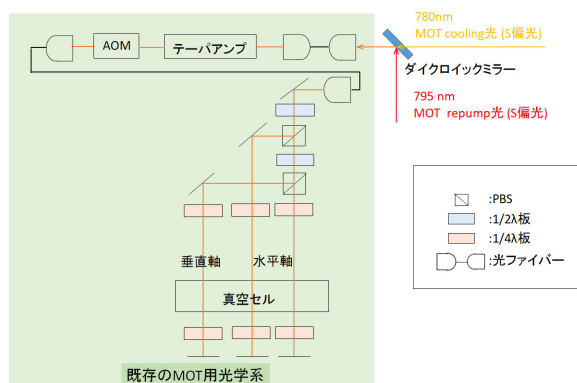 780nm
MOT cooling光 (S偏光)
AOM
テーパアンプ
ダイクロイックミラー
795 nm
MOT repump光 (S偏光)
:PBS
:1/2λ板
:1/4λ板
:光ファイバー
垂直軸
水平軸
真空セル
既存のMOT用光学系